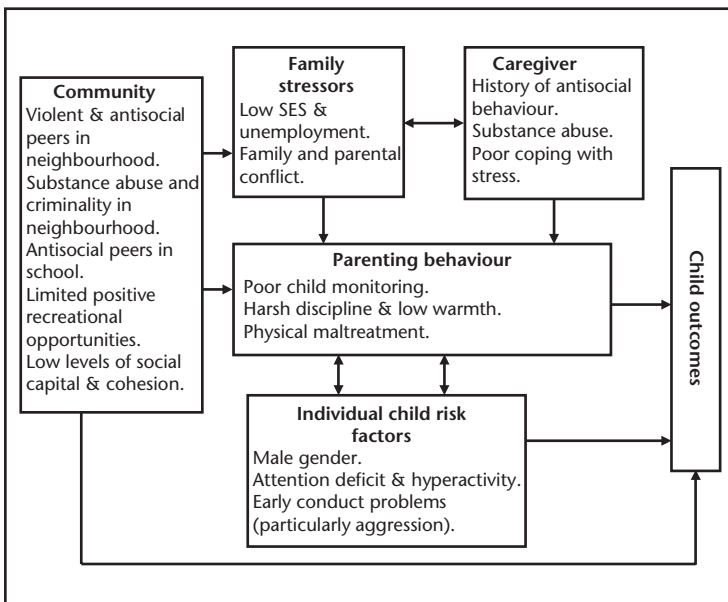 Community
Violent & antisocial
peers in
neighbourhood.
Substance abuse and
criminality in
neighbourhood.
Antisocial peers in
school.
Limited positive
recreational
opportunities.
Low levels of social
capital & cohesion.
Family
stressors
Low SES &
unemployment.
Family and parental
conflict.
Caregiver
History of antisocial
behaviour.
Substance abuse.
Poor coping with
stress.
Parenting behaviour
Poor child monitoring.
Harsh discipline & low warmth.
Physical maltreatment.
Individual child risk
factors
Male gender.
Attention deficit & hyperactivity.
Early conduct problems
(particularly aggression).
Child outcomes